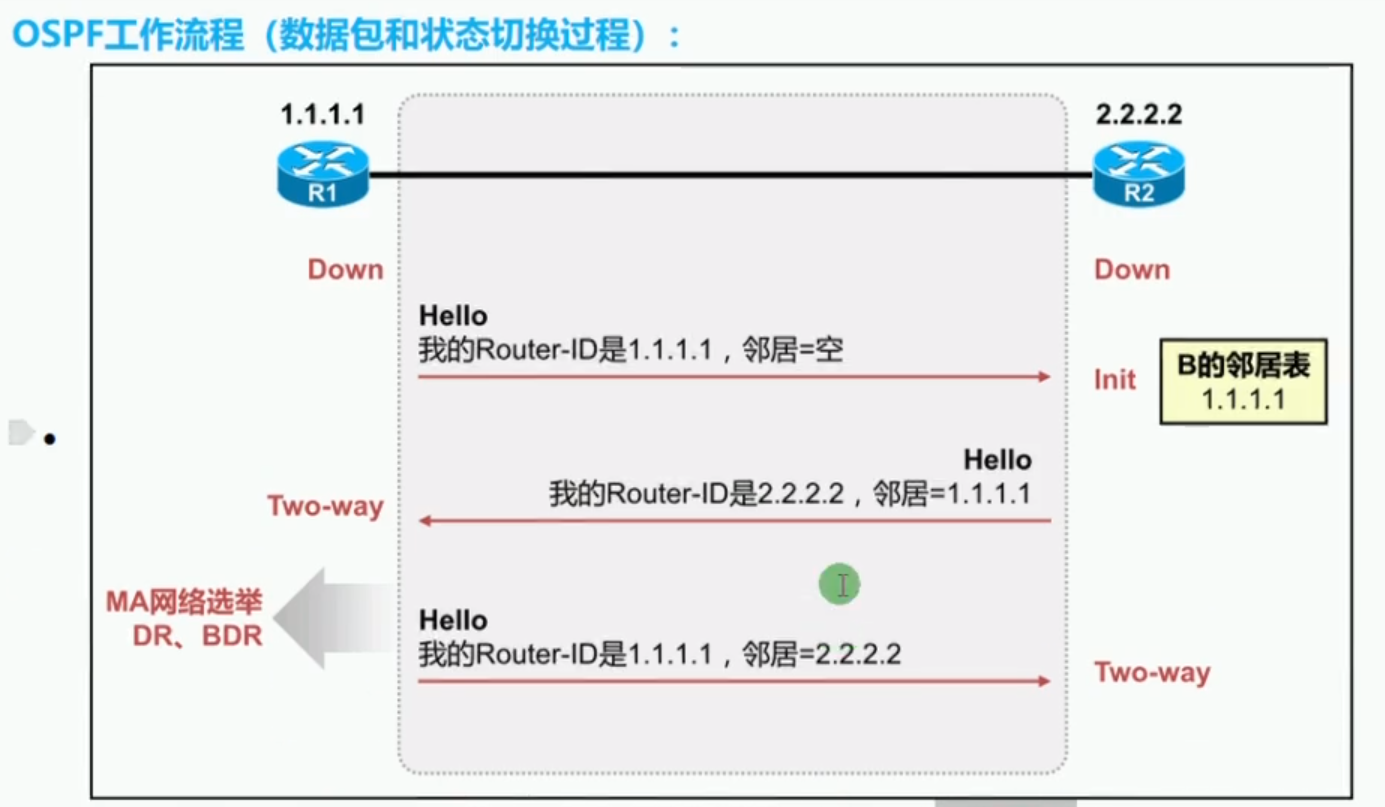 OSPF工作流程（数据包和状态切换过程）：
1.1.1.1
2.2.2.2
R1
R2
Down
Down
Hello
我的Router-ID是1.1.1.1，邻居=空
Init
B的邻居表
1.1.1.1
Hello
我的Router-ID是2.2.2.2，邻居=1.1.1.1
Two-way
MA网络选举
DR、BDR
Hello
我的Router-ID是1.1.1.1，邻居=2.2.2.2
Two-way